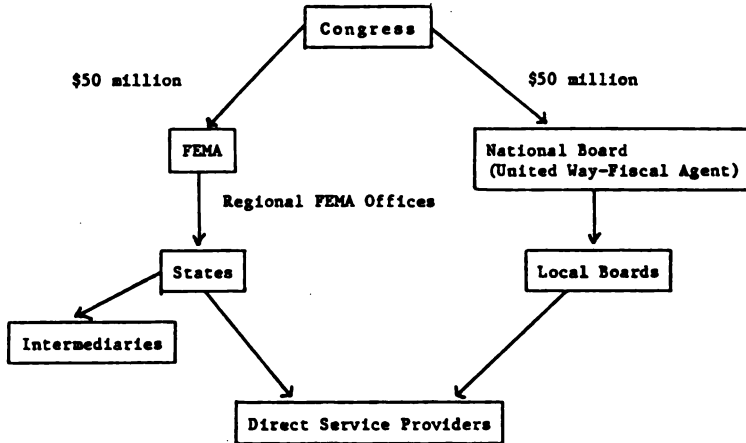 Congress
$50 million
$50 million
FEMA
National Board
(United Way-Fiscal Agent)
Regional FEMA Offices
States
Local Boards
Intermediaries
Direct Service Providers